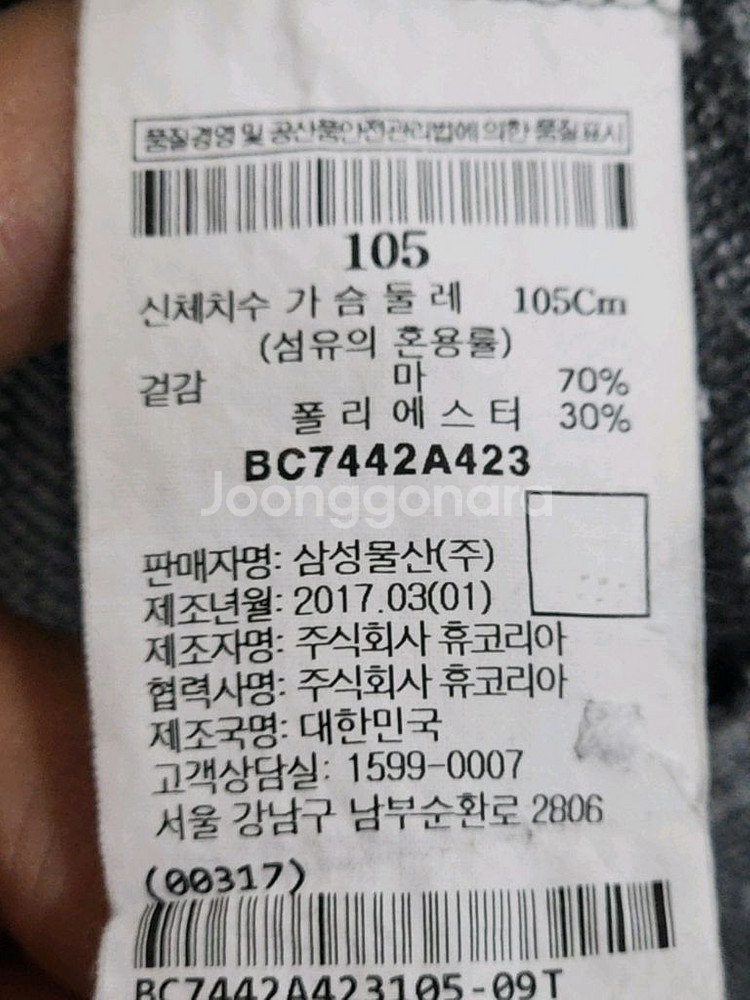 품질경영 및 공산품안전관리법에 의한 품질표시
105
신체치수 가 슴 둘 레 105Cm
(섬유의 혼용률)
겉감 마 70%
폴 리 에 스 터 30%
BC7442A423
Joonggonara
판매자명: 삼성물산(주)
제조년월: 2017.03(01)
제조자명: 주식회사 휴코리아
협력사명: 주식회사 휴코리아
제조국명: 대한민국
고객상담실: 1599-0007
서울 강남구 남부순환로 2806
(00317)
BC7442A423105-09T